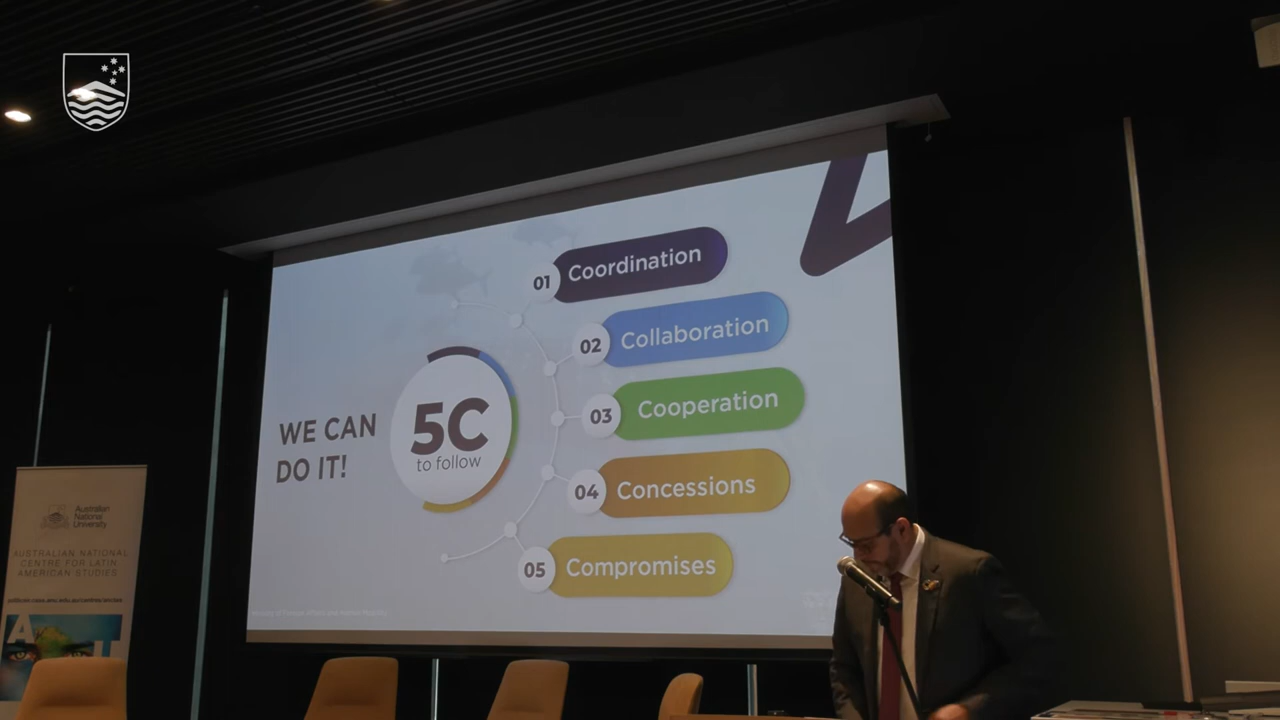 WE CAN
DO IT!
5C
to follow
01
Coordination
02
Collaboration
03
Cooperation
04
Concessions
05
Compromises
Australian
National
University
AUSTRALIAN NATIONAL
CENTRE FOR LATIN
AMERICAN STUDIES